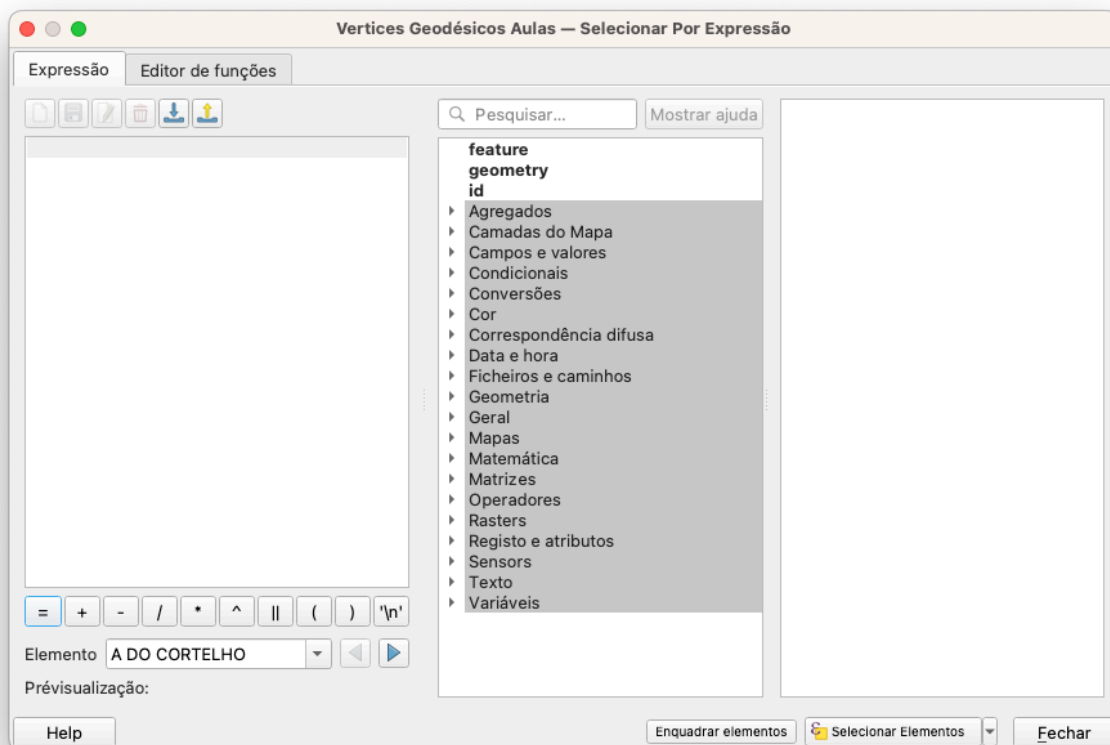 Vertices Geodésicos Aulas — Selecionar Por Expressão
Expressão
Editor de funções
Pesquisar...
Mostrar ajuda
feature
geometry
id
Agregados
Camadas do Mapa
Campos e valores
Condicionais
Conversões
Cor
Correspondência difusa
Data e hora
Ficheiros e caminhos
Geometria
Geral
Mapas
Matemática
Matrizes
Operadores
Rasters
Registo e atributos
Sensors
Texto
Variáveis
= + - / * ^ || ( ) '\n'
Elemento A DO CORTELHO
Prévisualização:
Help
Enquadrar elementos
Selecionar Elementos
Fechar